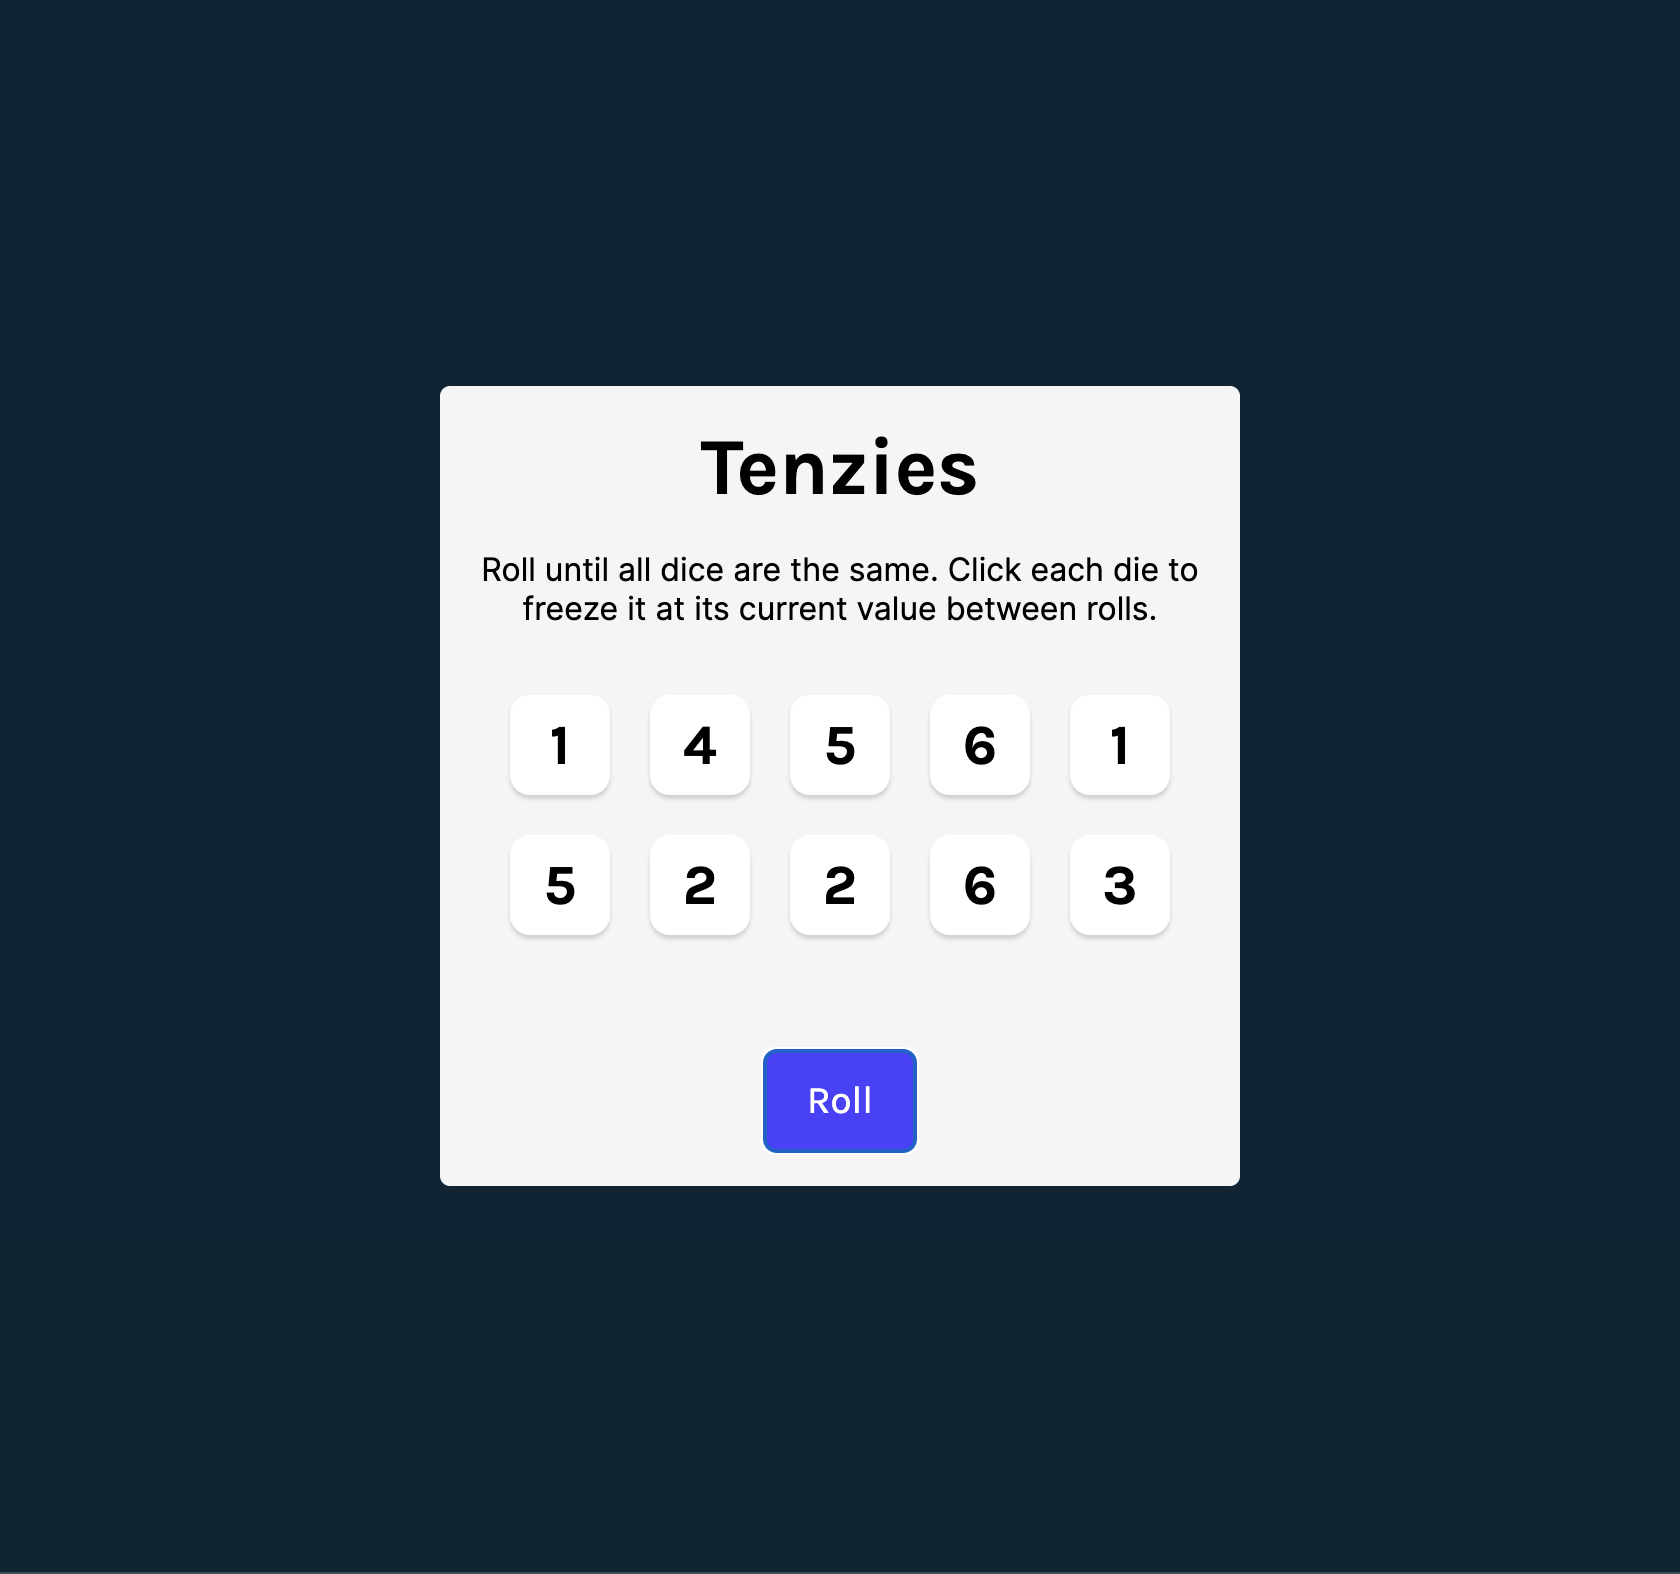 Tenzies
Roll until all dice are the same. Click each die to
freeze it at its current value between rolls.
1 4 5 6 1
5 2 2 6 3
Roll